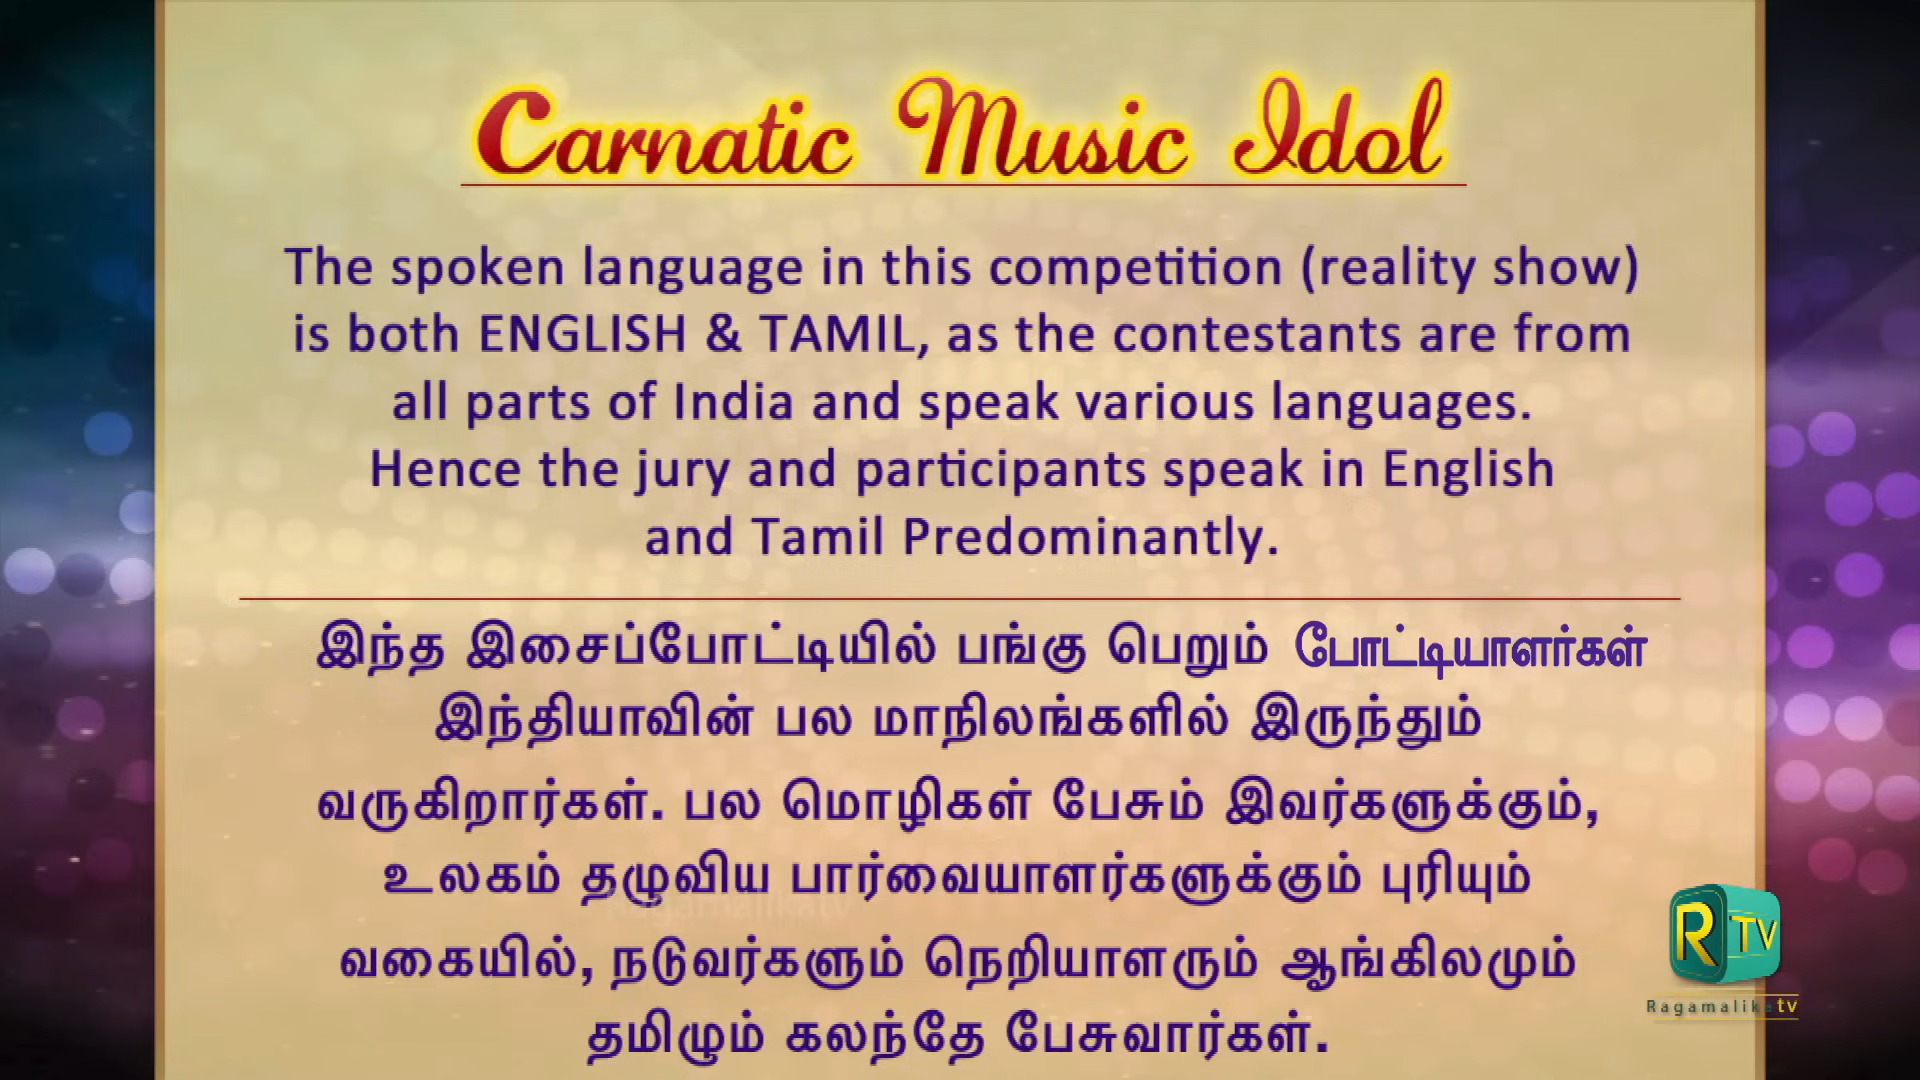 Carnatic Music Idol
The spoken language in this competition (reality show)
is both ENGLISH & TAMIL, as the contestants are from
all parts of India and speak various languages.
Hence the jury and participants speak in English
and Tamil Predominantly.
இந்த இசைப்போட்டியில் பங்கு பெறும் போட்டியாளர்கள்
இந்தியாவின் பல மாநிலங்களில் இருந்தும்
வருகிறார்கள். பல மொழிகள் பேசும் இவர்களுக்கும்,
உலகம் தழுவிய பார்வையாளர்களுக்கும் புரியும்
வகையில், நடுவர்களும் நெறியாளரும் ஆங்கிலமும்
தமிழும் கலந்தே பேசுவார்கள்.
Ragamalikatv
R TV
Ragamalikatv